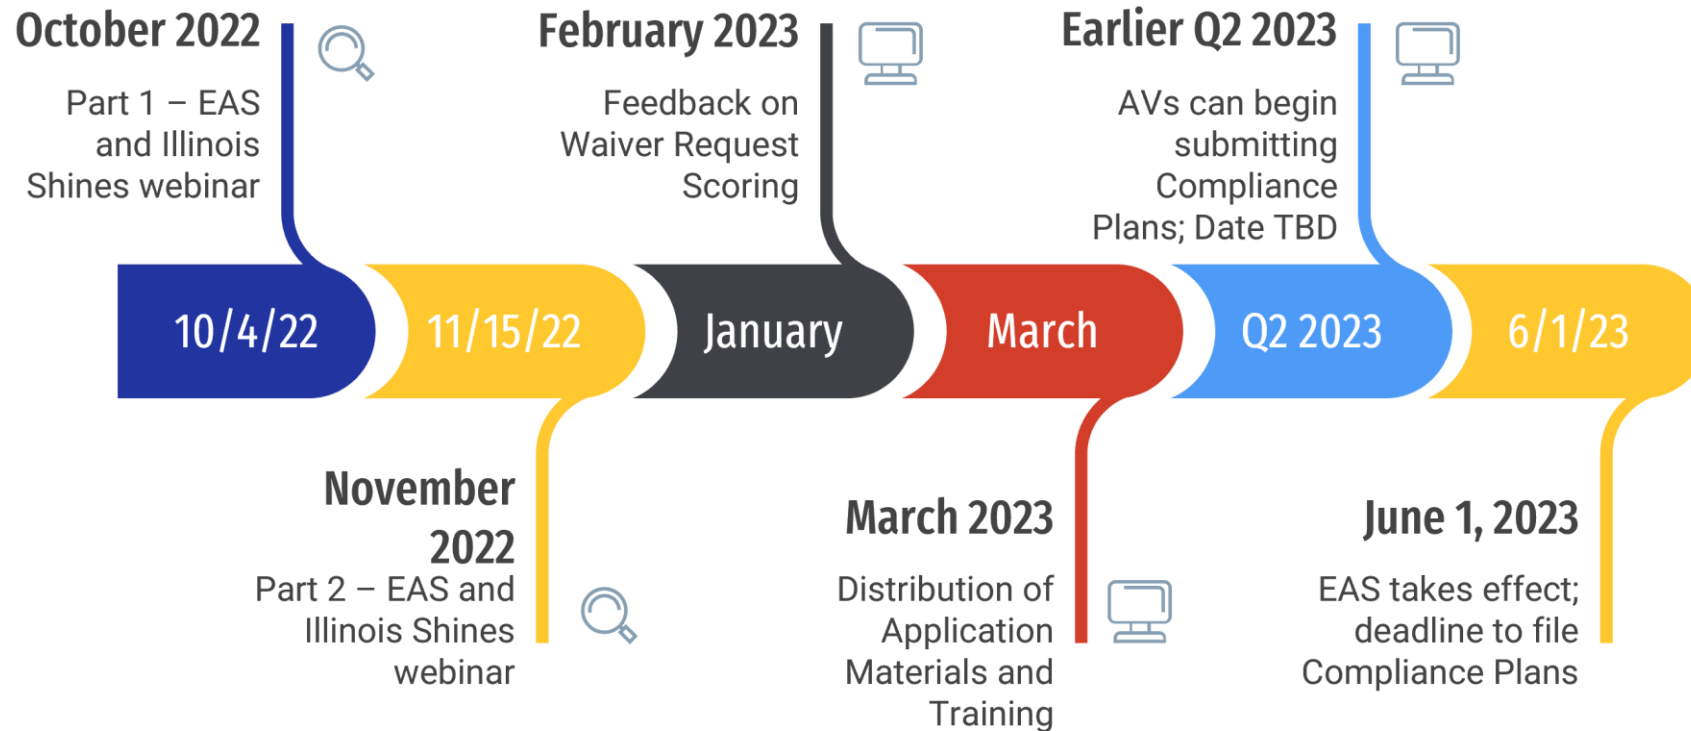 October 2022
Part 1 – EAS
and Illinois
Shines webinar
February 2023
Feedback on
Waiver Request
Scoring
Earlier Q2 2023
AVs can begin
submitting
Compliance
Plans; Date TBD
10/4/22
11/15/22
January
March
Q2 2023
6/1/23
November
2022
Part 2 – EAS and
Illinois Shines
webinar
March 2023
Distribution of
Application
Materials and
Training
June 1, 2023
EAS takes effect;
deadline to file
Compliance Plans